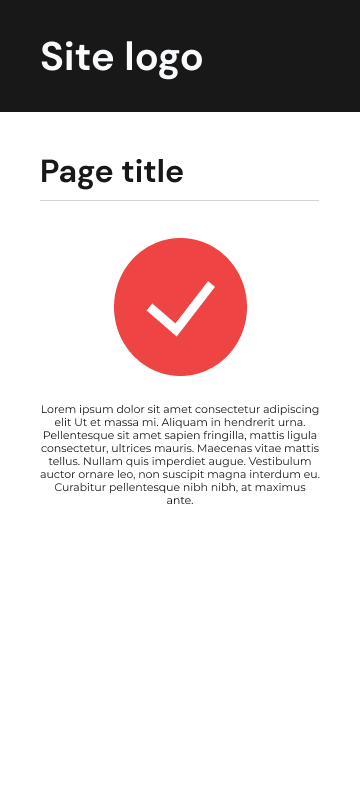 Site logo
Page title
Lorem ipsum dolor sit amet consectetur adipiscing
elit Ut et massa mi. Aliquam in hendrerit urna.
Pellentesque sit amet sapien fringilla, mattis ligula
consectetur, ultrices mauris. Maecenas vitae mattis
tellus. Nullam quis imperdiet augue. Vestibulum
auctor ornare leo, non suscipit magna interdum eu.
Curabitur pellentesque nibh nibh, at maximus
ante.